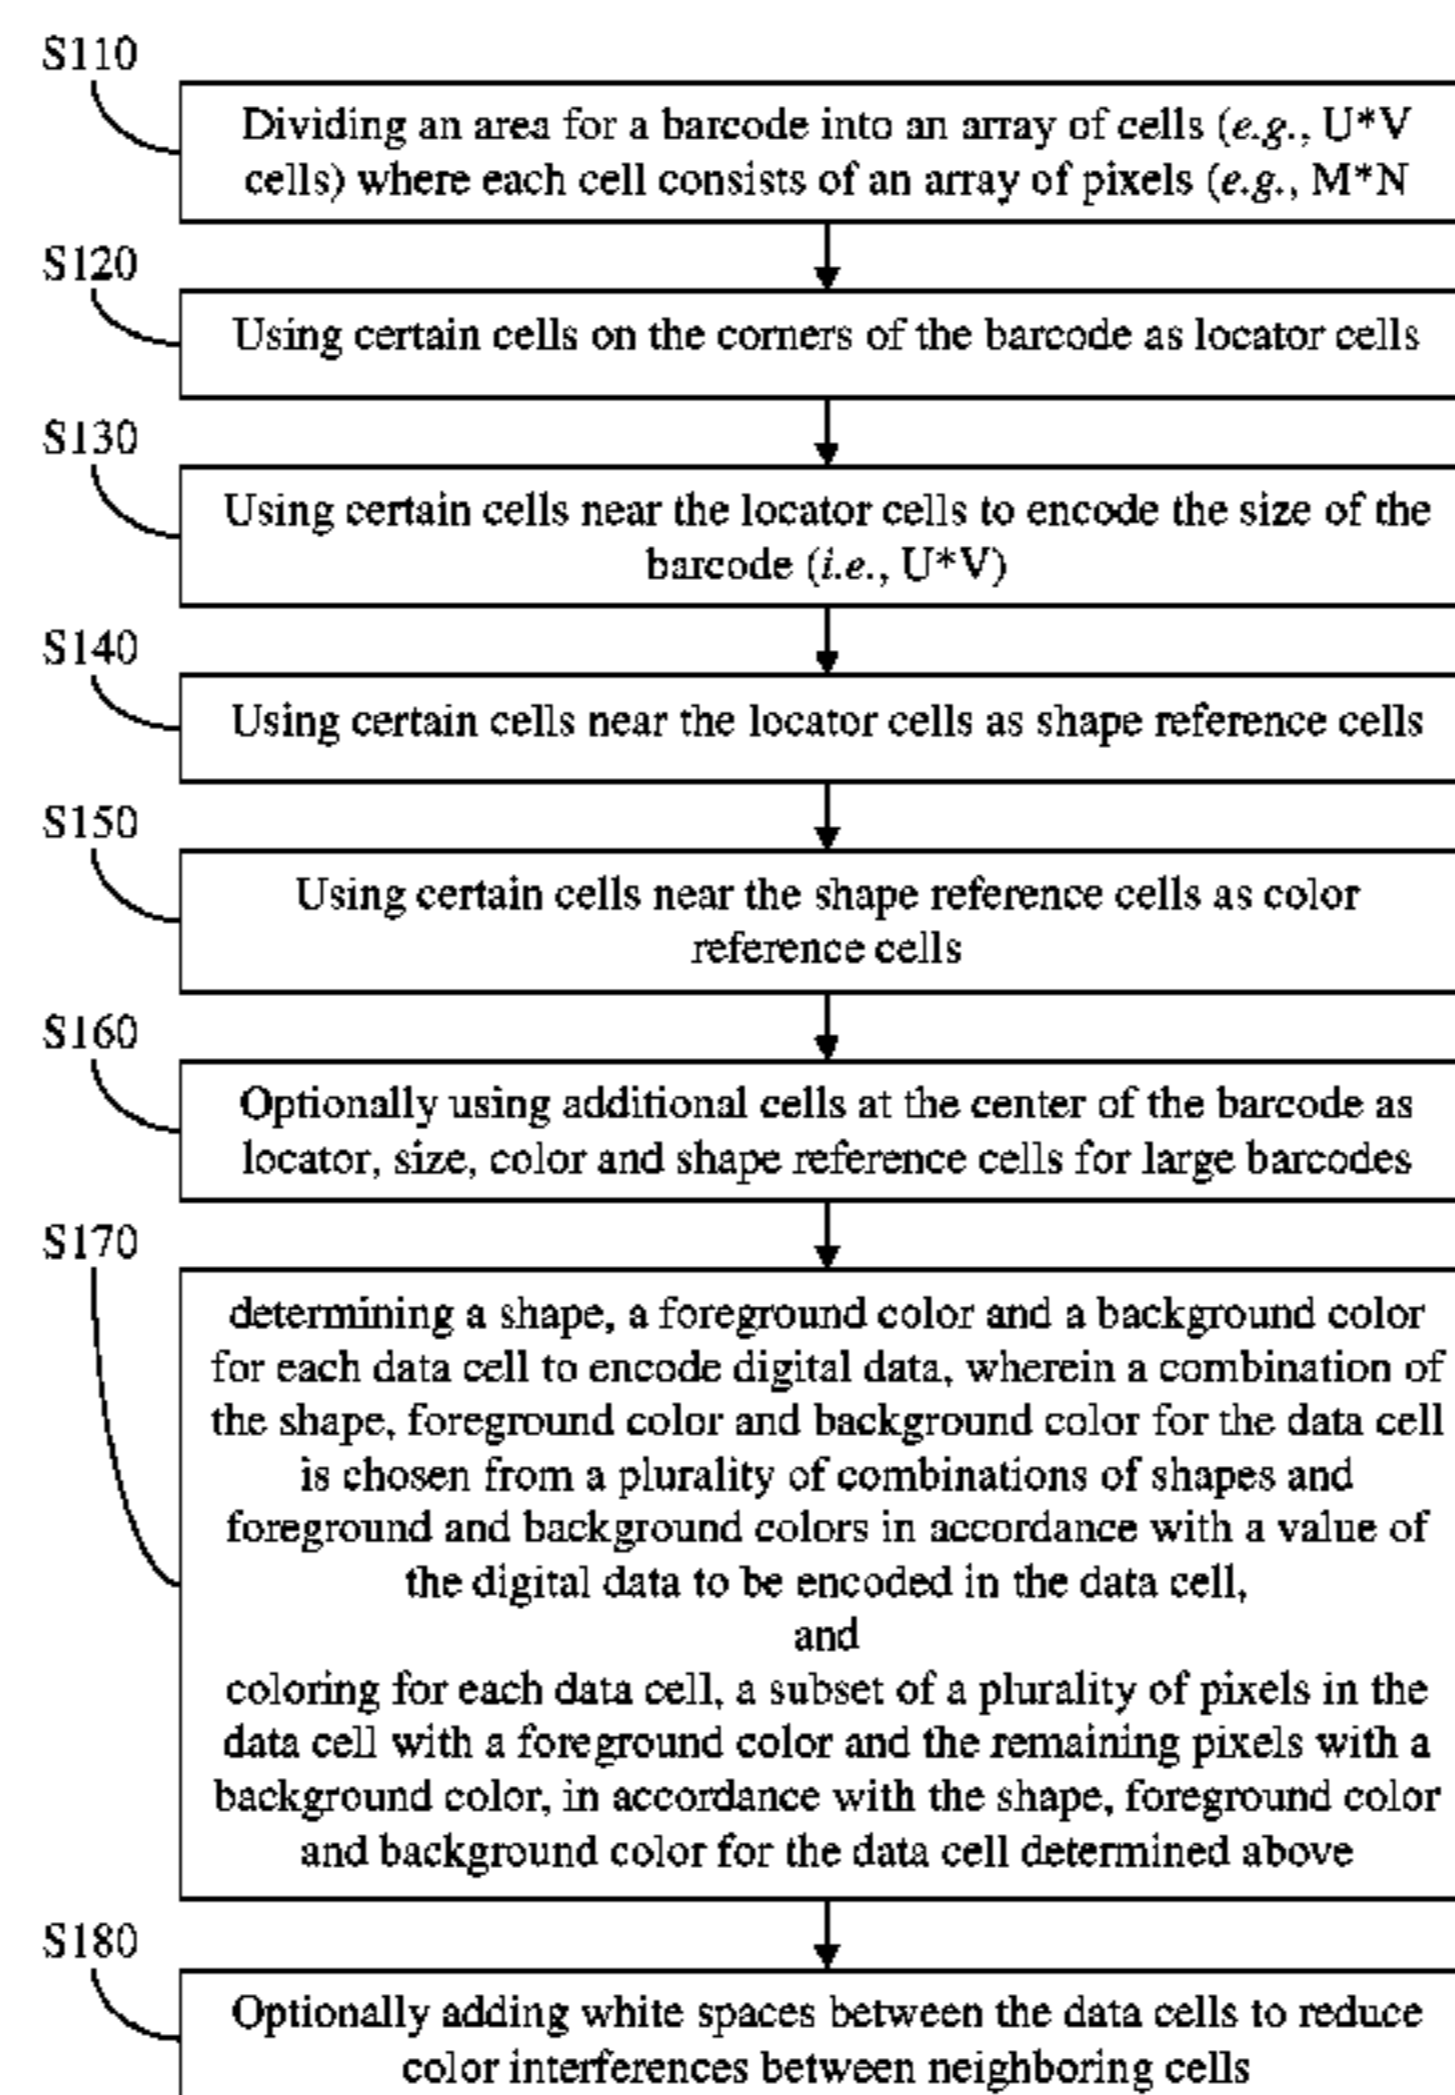 S110
Dividing an area for a barcode into an array of cells (e.g., U*V
cells) where each cell consists of an array of pixels (e.g., M*N
S120
Using certain cells on the corners of the barcode as locator cells
S130
Using certain cells near the locator cells to encode the size of the
barcode (i.e., U*V)
S140
Using certain cells near the locator cells as shape reference cells
S150
Using certain cells near the shape reference cells as color
reference cells
S160
Optionally using additional cells at the center of the barcode as
locator, size, color and shape reference cells for large barcodes
S170
determining a shape, a foreground color and a background color
for each data cell to encode digital data, wherein a combination of
the shape, foreground color and background color for the data cell
is chosen from a plurality of combinations of shapes and
foreground and background colors in accordance with a value of
the digital data to be encoded in the data cell,
and
coloring for each data cell, a subset of a plurality of pixels in the
data cell with a foreground color and the remaining pixels with a
background color, in accordance with the shape, foreground color
and background color for the data cell determined above
S180
Optionally adding white spaces between the data cells to reduce
color interferences between neighboring cells